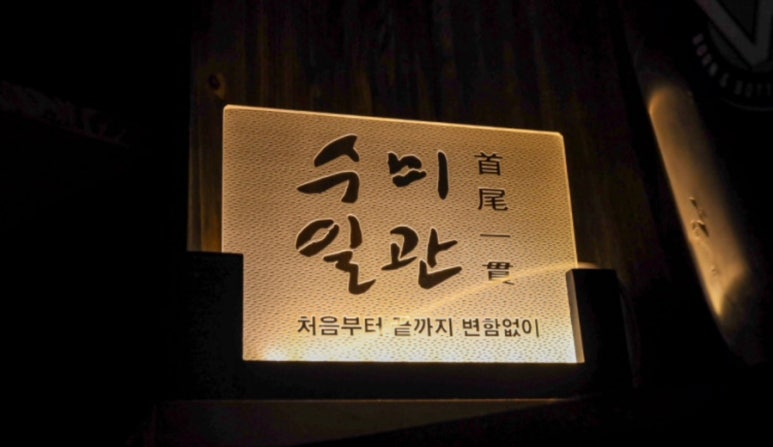 수미
일관
首尾一貫
처음부터 끝까지 변함없이